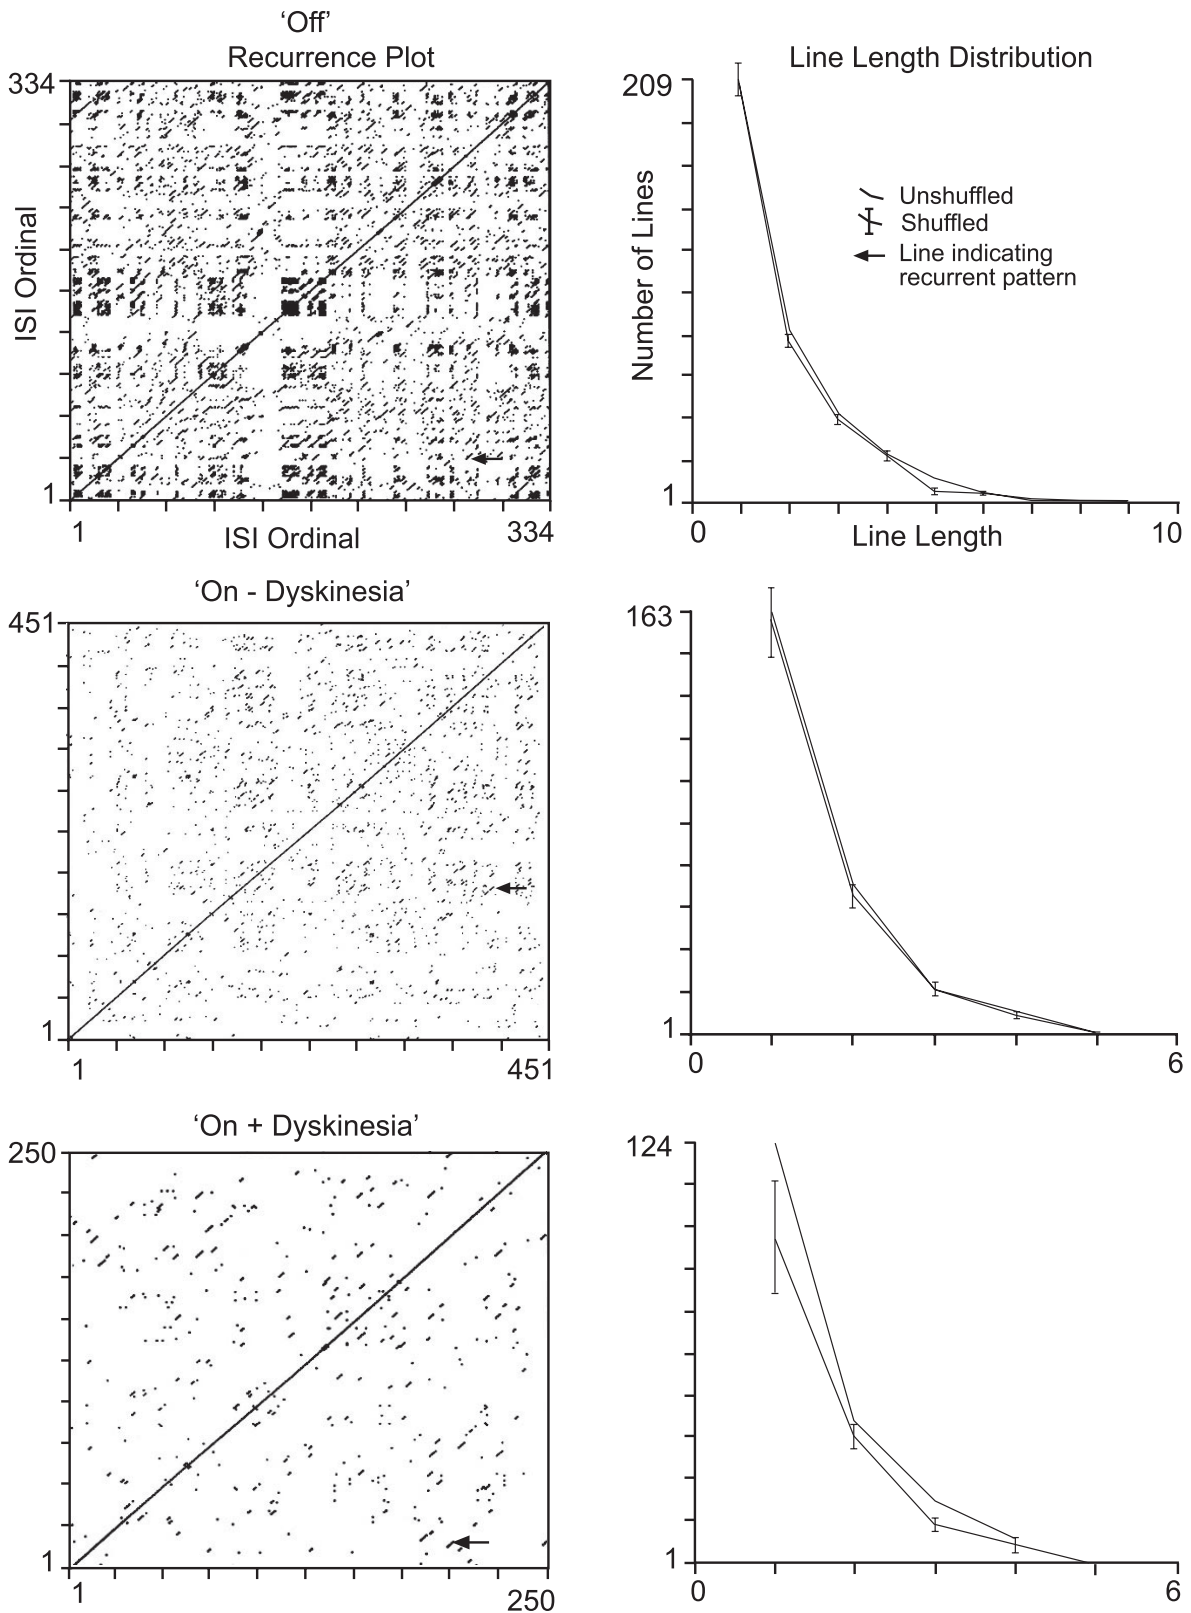 ‘Off’
Recurrence Plot
334
ISI Ordinal
1
1
ISI Ordinal
334
Line Length Distribution
209
Number of Lines
Unshuffled
Shuffled
Line indicating
recurrent pattern
1
0
Line Length
10
‘On - Dyskinesia’
451
1
1
451
163
1
0
6
‘On + Dyskinesia’
250
1
1
250
124
1
0
6